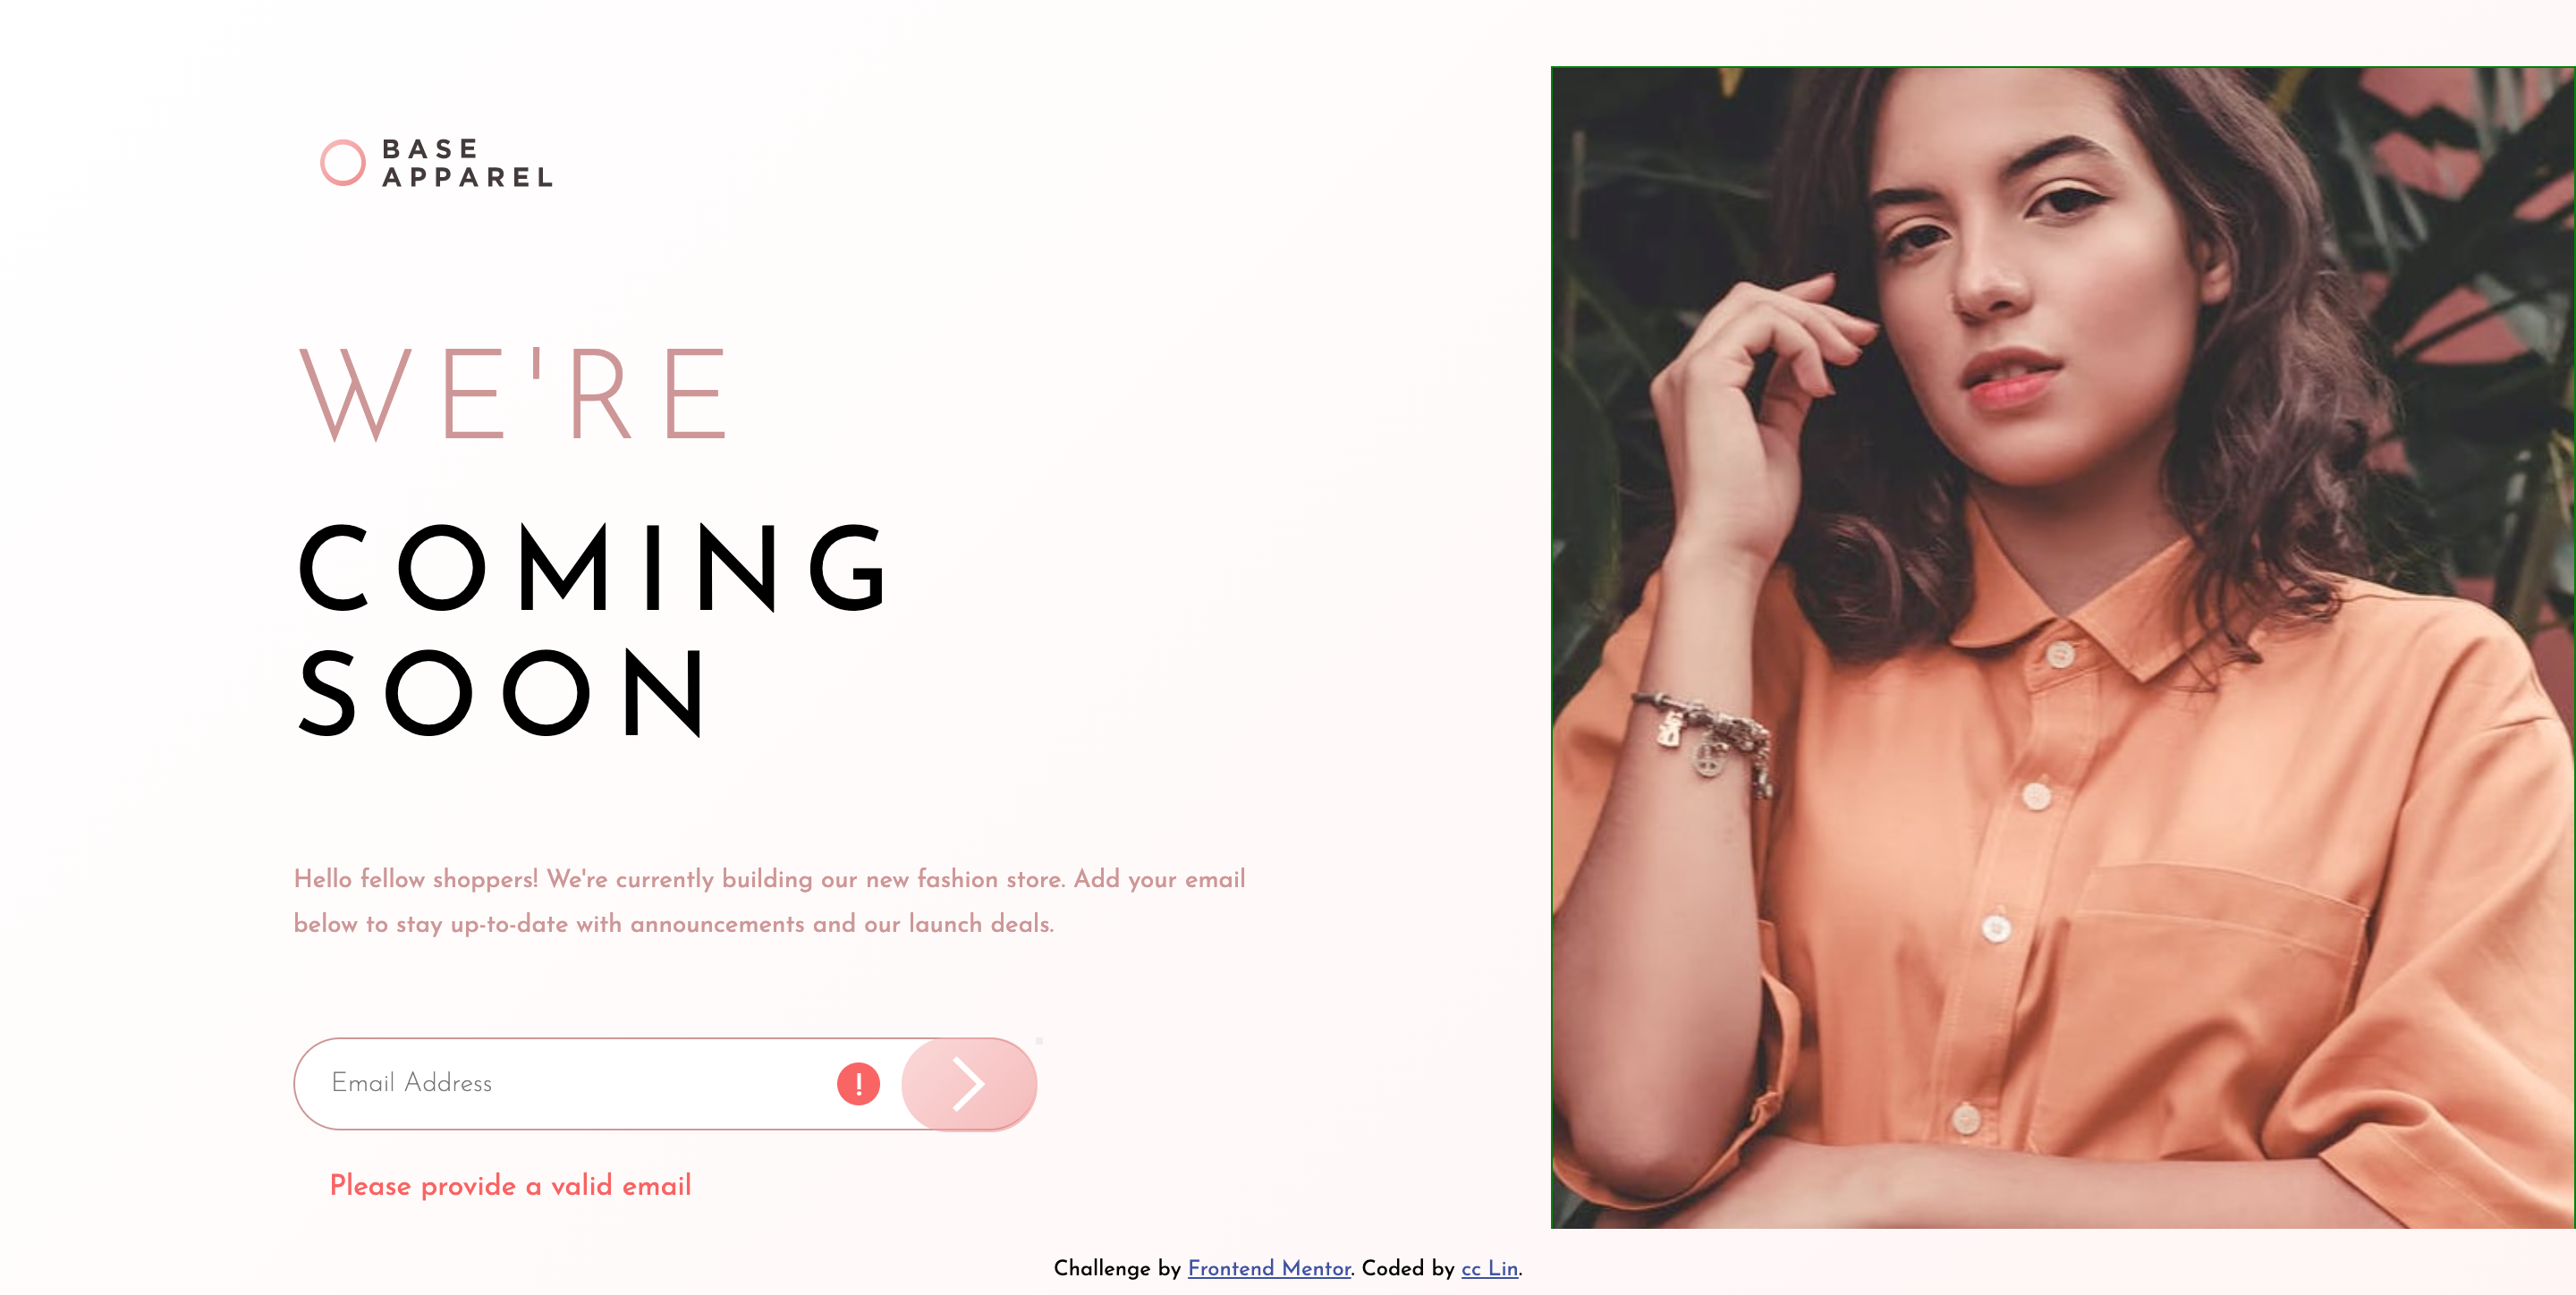 BASE
APPAREL
WE'RE
COMING
SOON
Hello fellow shoppers! We're currently building our new fashion store. Add your email
below to stay up-to-date with announcements and our launch deals.
Email Address
!
Please provide a valid email
Challenge by Frontend Mentor. Coded by cc Lin.